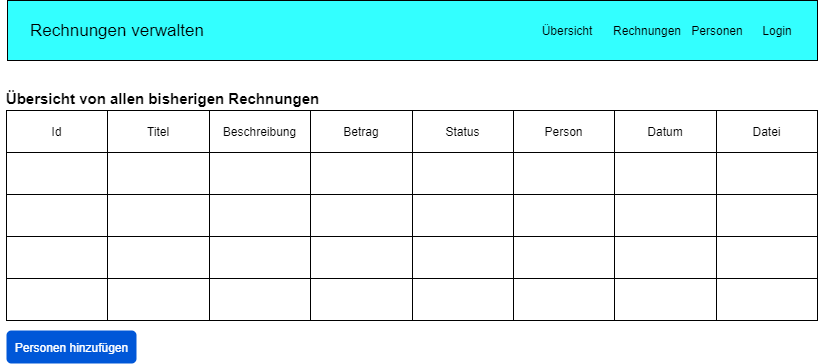 Rechnungen verwalten Übersicht Rechnungen Personen Login
Übersicht von allen bisherigen Rechnungen
Id Titel Beschreibung Betrag Status Person Datum Datei
Personen hinzufügen